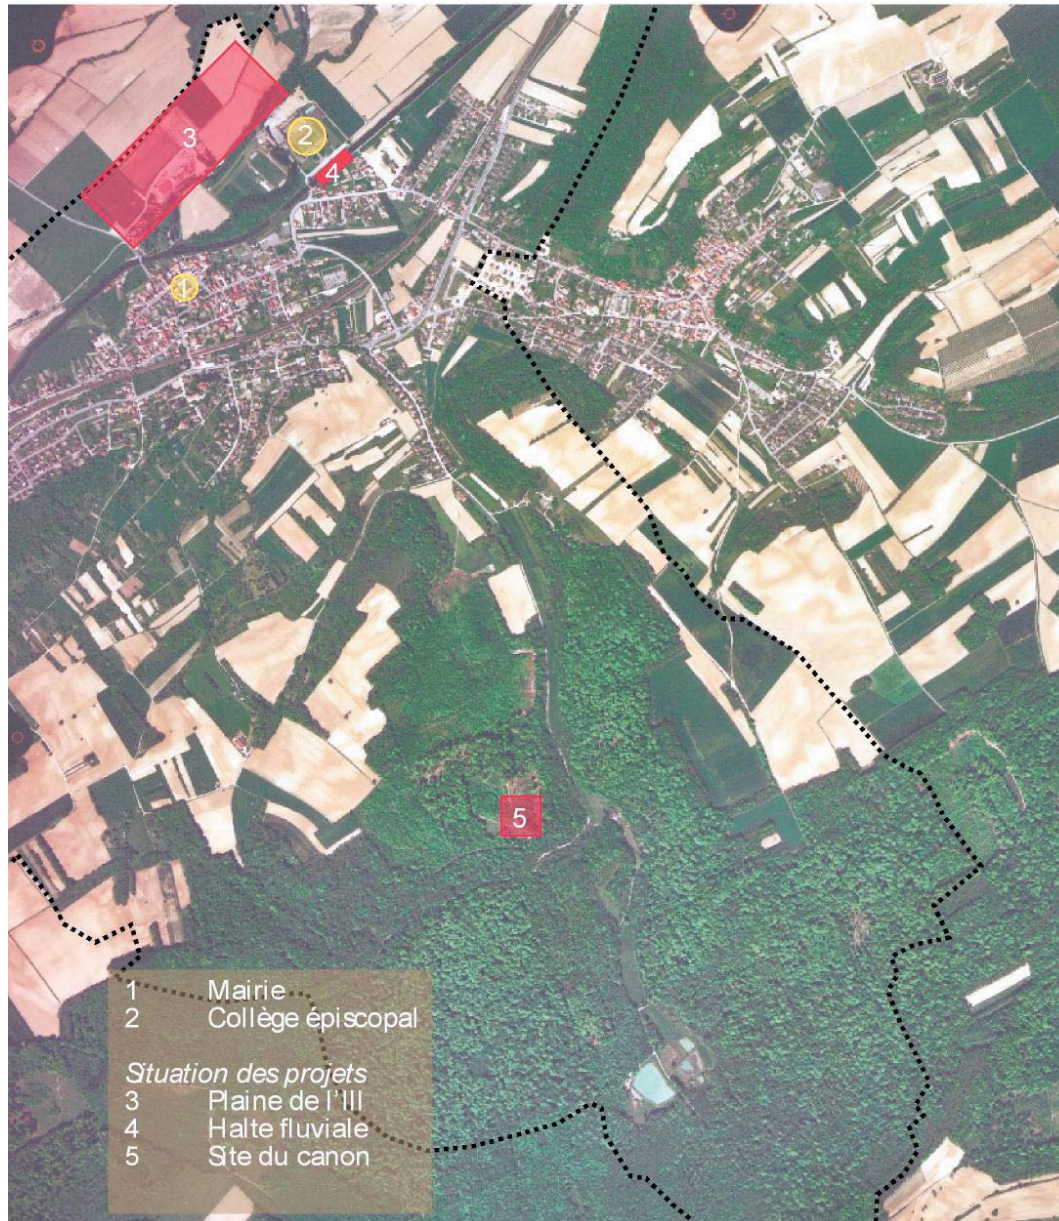 3
2
4
1
5
1 Mairie
2 Collège épiscopal
Situation des projets
3 Plaine de l'Ill
4 Halte fluviale
5 Site du canon